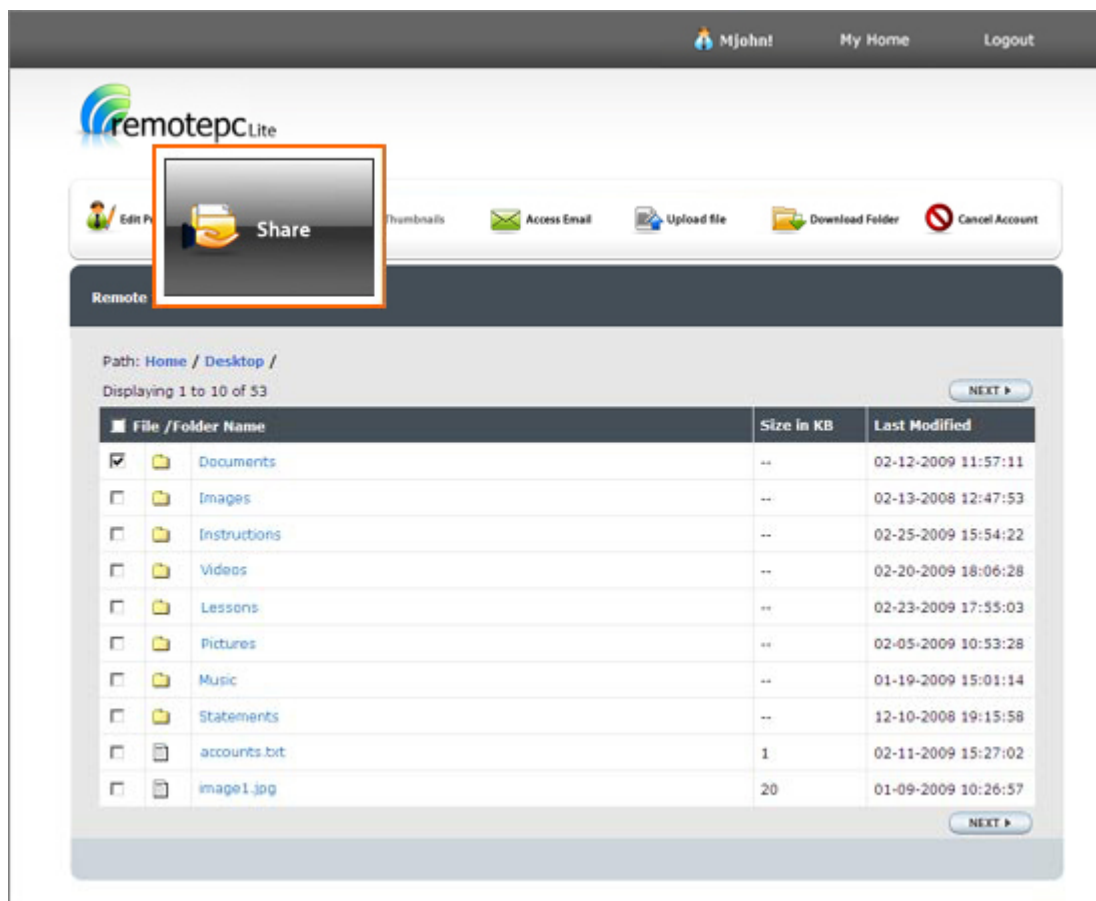 Mjohn! My Home Logout
remotepc Lite
Edit Share Thumbnails Access Email Upload file Download Folder Cancel Account
Remote
Path: Home / Desktop /
Displaying 1 to 10 of 53 NEXT
File /Folder Name Size in KB Last Modified
Documents -- 02-12-2009 11:57:11
Images -- 02-13-2008 12:47:53
Instructions -- 02-25-2009 15:54:22
Videos -- 02-20-2009 18:06:28
Lessons -- 02-23-2009 17:55:03
Pictures -- 02-05-2009 10:53:28
Music -- 01-19-2009 15:01:14
Statements -- 12-10-2008 19:15:58
accounts.txt 1 02-11-2009 15:27:02
image1.jpg 20 01-09-2009 10:26:57
NEXT